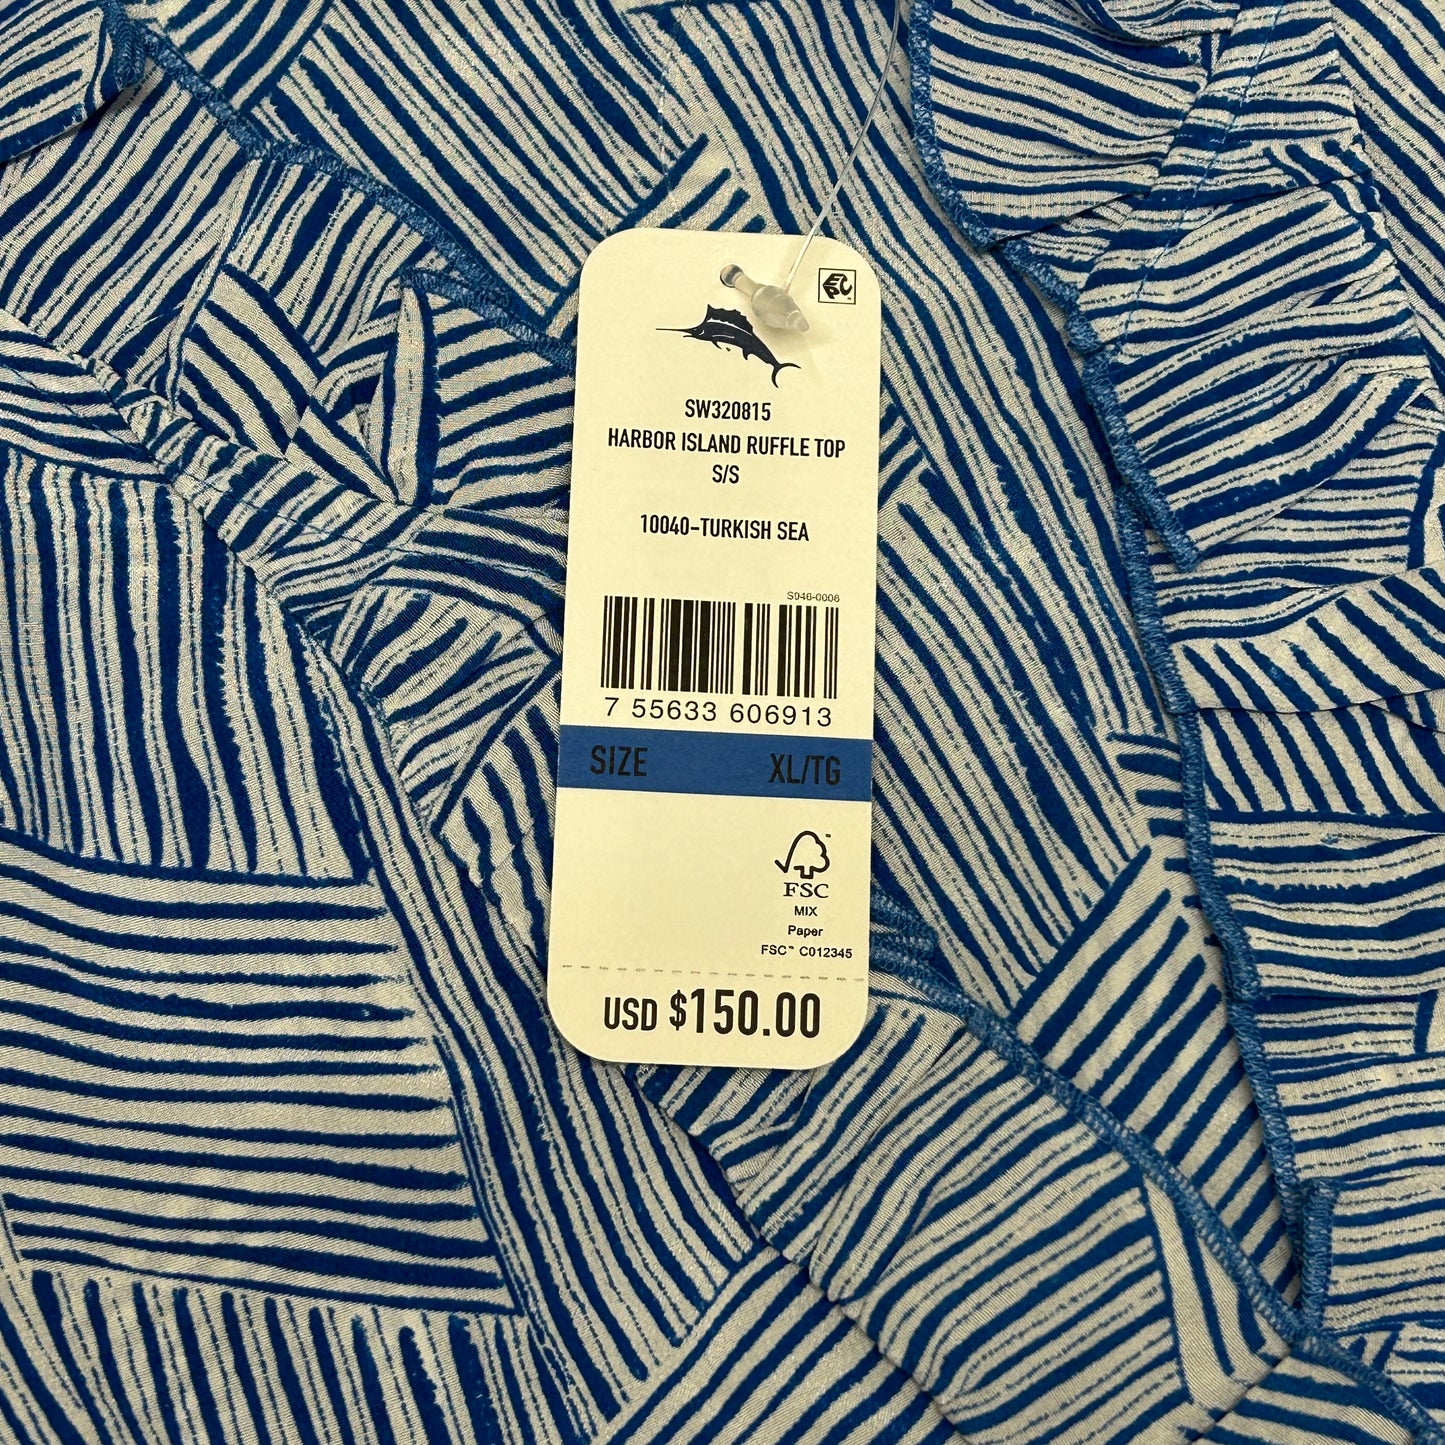 SW320815
HARBOR ISLAND RUFFLE TOP
S/S
10040-TURKISH SEA
S946-0006
7 55633 606913
SIZE XL/TG
FSC
MIX
Paper
FSC™ C012345
USD $150.00